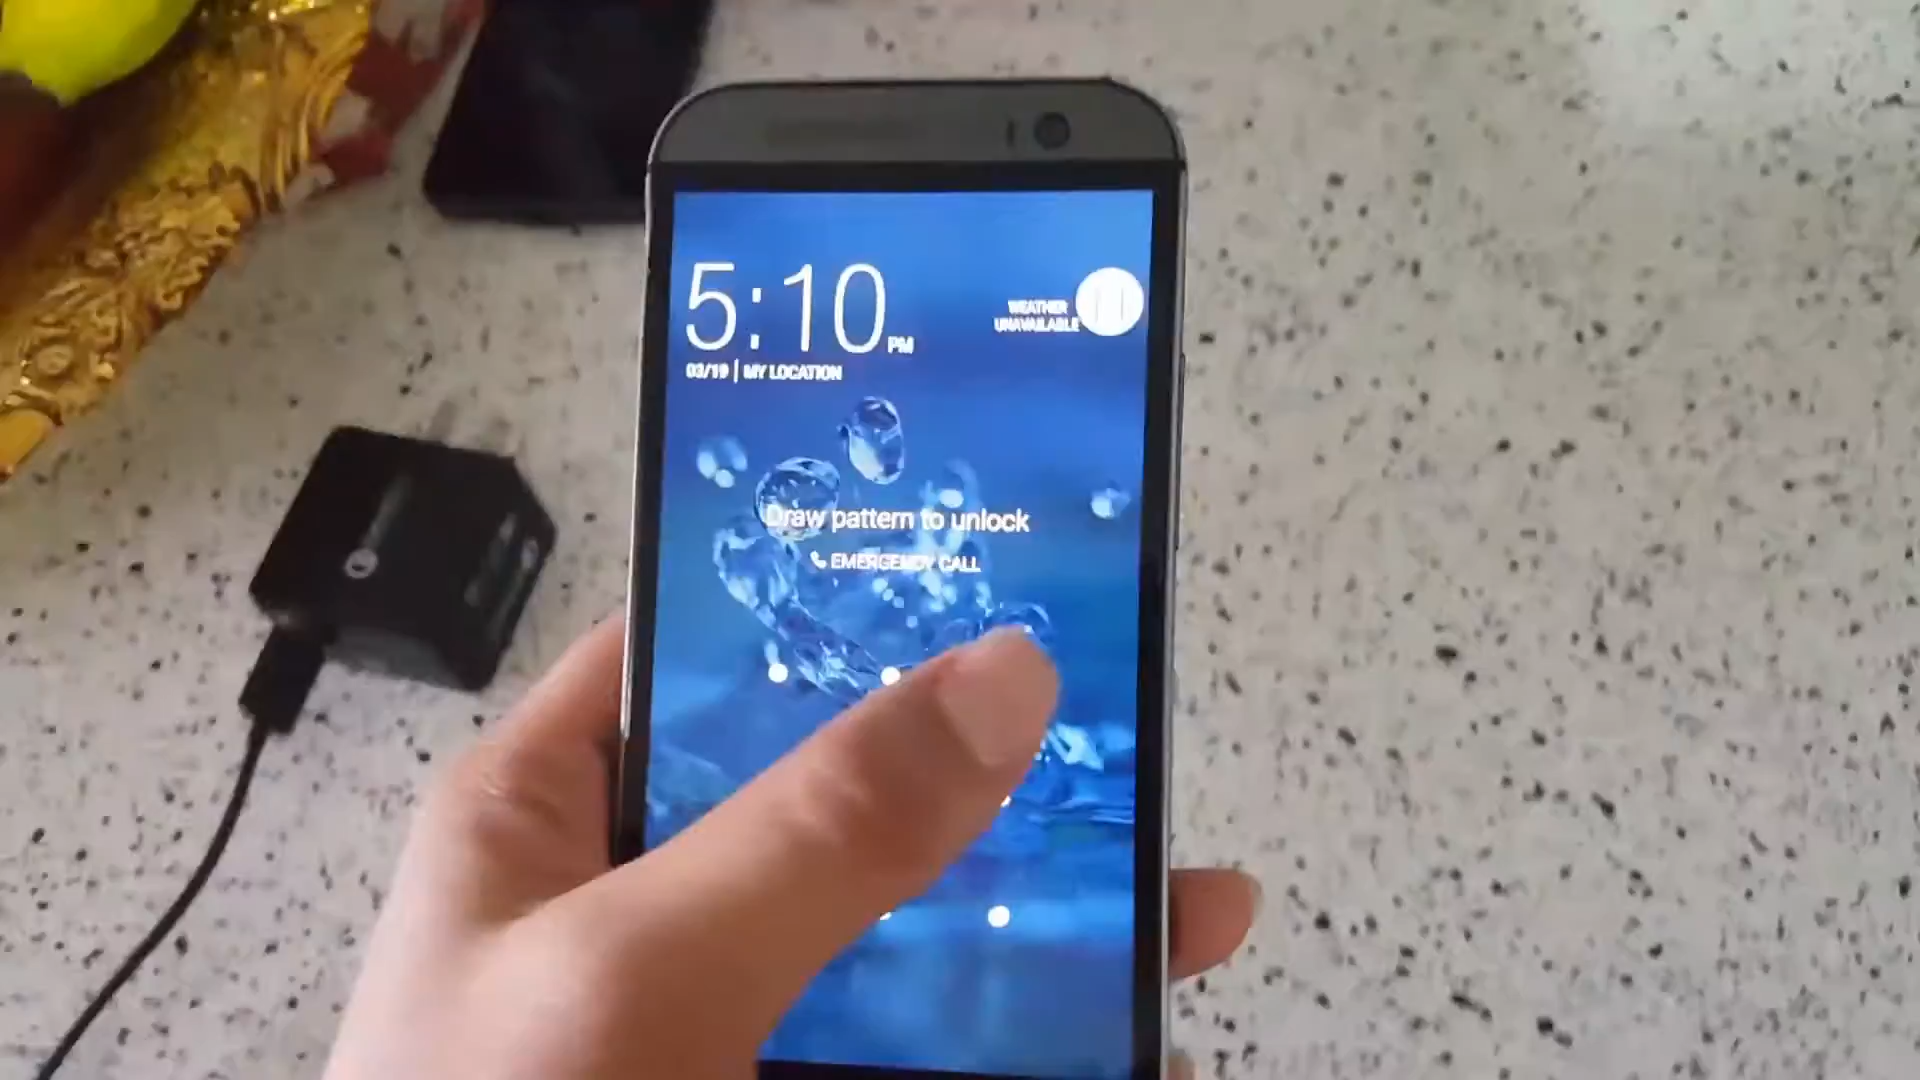 5:10 PM
03/19 | MY LOCATION
WEATHER
UNAVAILABLE
Draw pattern to unlock
EMERGENCY CALL